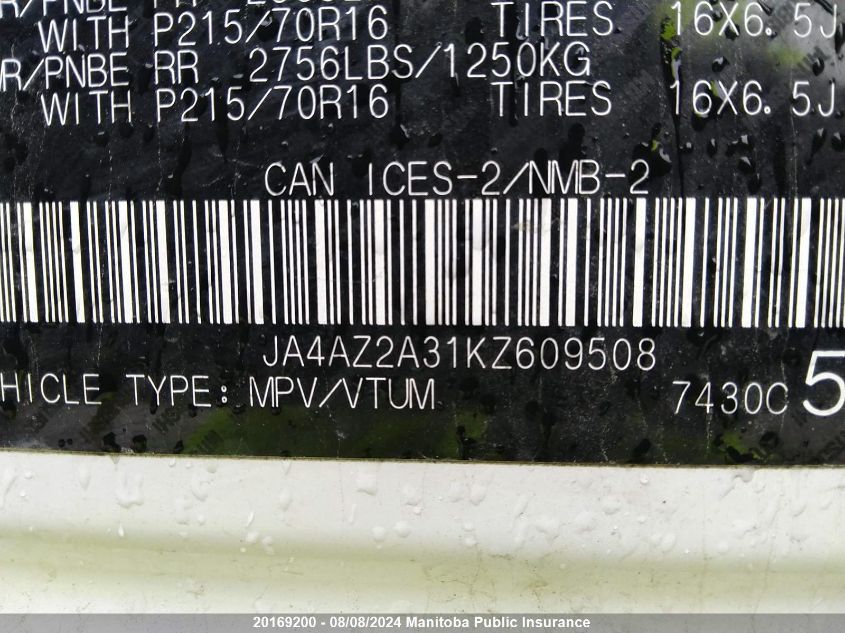 WITH P215/70R16 TIRES 16X6.5J
R/PNBE RR 2756LBS/1250KG
WITH P215/70R16 TIRES 16X6.5J
CAN ICES-2/NMB-2
JA4AZ2A31KZ609508
HICLE TYPE: MPV/VTUM 7430C 5
20169200 - 08/08/2024 Manitoba Public Insurance